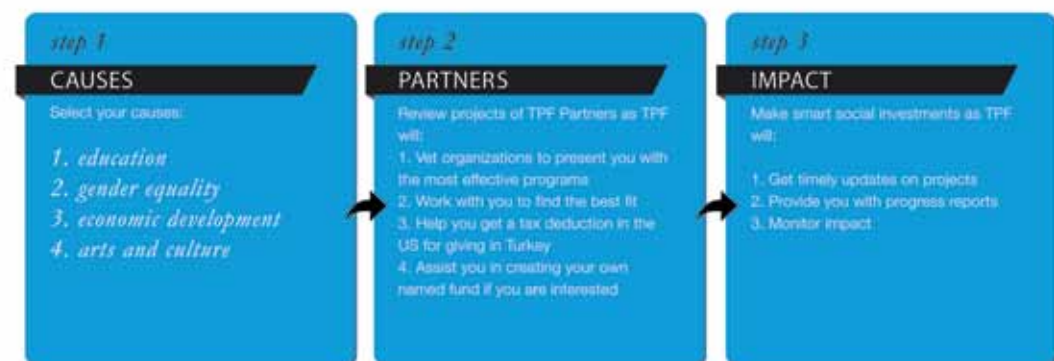 step 1
CAUSES
Select your causes:
1. education
2. gender equality
3. economic development
4. arts and culture
step 2
PARTNERS
Review projects of TPF Partners as TPF
will:
1. Vet organizations to present you with
the most effective programs
2. Work with you to find the best fit
3. Help you get a tax deduction in the
US for giving in Turkey
4. Assist you in creating your own
named fund if you are interested
step 3
IMPACT
Make smart social investments as TPF
will:
1. Get timely updates on projects
2. Provide you with progress reports
3. Monitor impact